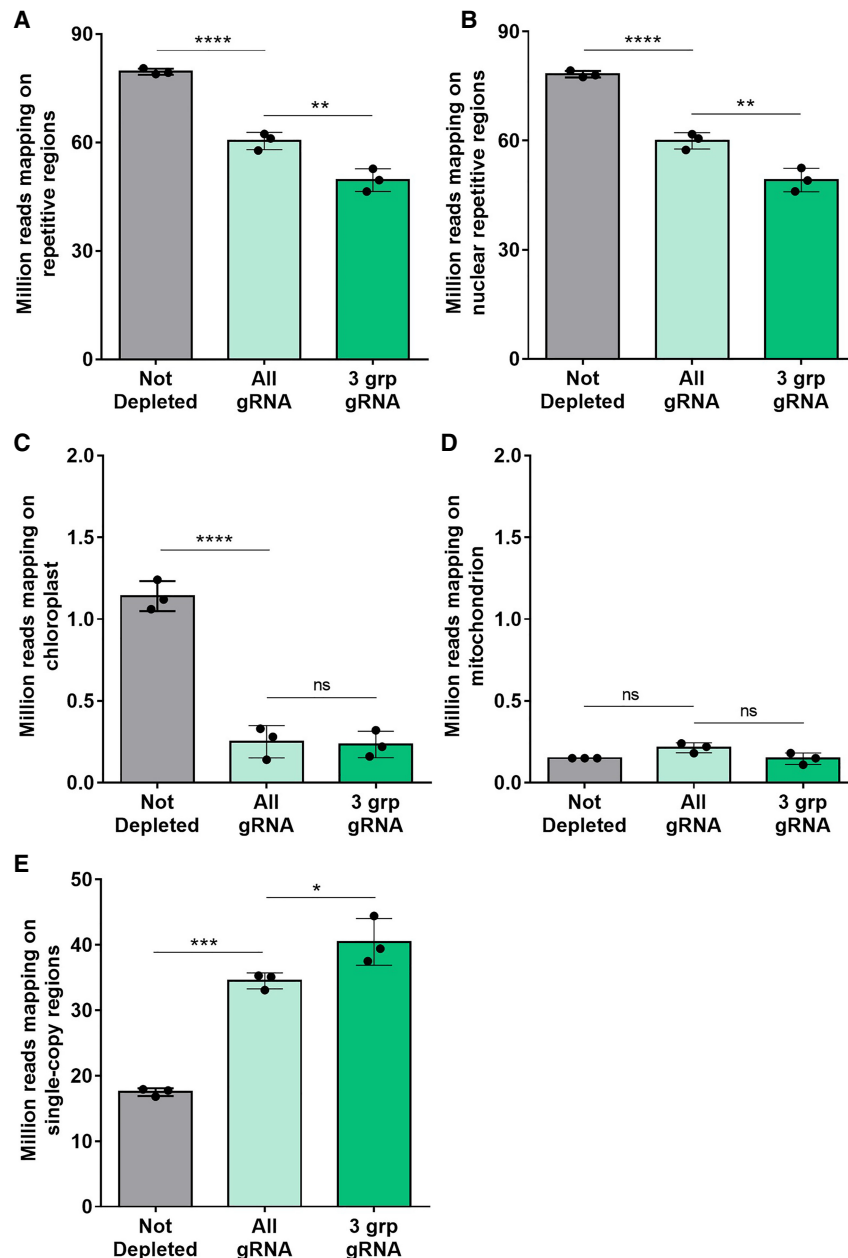 A
Million reads mapping on
repetitive regions
90
60
30
0
****
**
Not
Depleted
All
gRNA
3 grp
gRNA
B
Million reads mapping on
nuclear repetitive regions
90
60
30
0
****
**
Not
Depleted
All
gRNA
3 grp
gRNA
C
Million reads mapping on
chloroplast
2.0
1.5
1.0
0.5
0.0
****
ns
Not
Depleted
All
gRNA
3 grp
gRNA
D
Million reads mapping on
mitochondrion
2.0
1.5
1.0
0.5
0.0
ns
ns
Not
Depleted
All
gRNA
3 grp
gRNA
E
Million reads mapping on
single-copy regions
50
40
30
20
10
0
***
*
Not
Depleted
All
gRNA
3 grp
gRNA